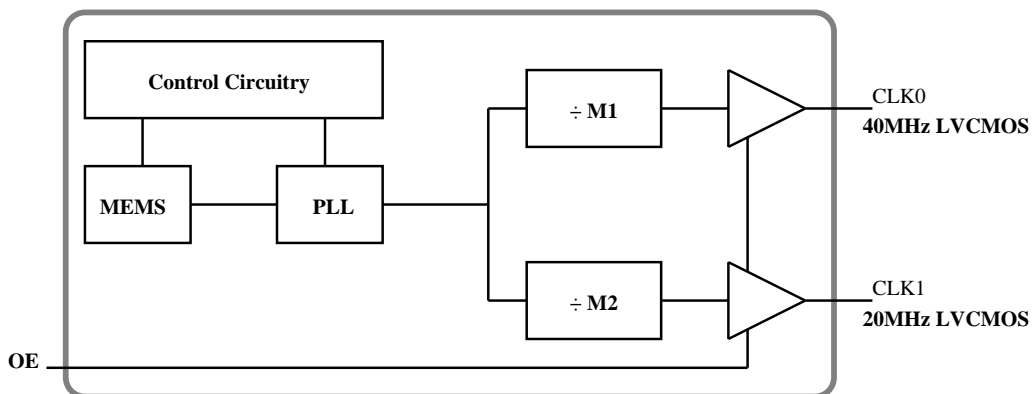 Control Circuitry
÷ M1
CLK0
40MHz LVCMOS
MEMS
PLL
÷ M2
CLK1
20MHz LVCMOS
OE